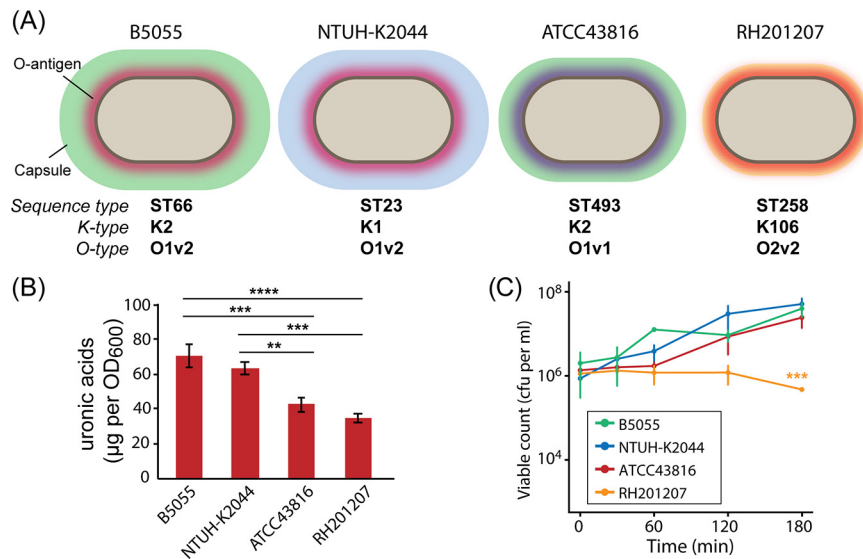 (A)
B5055 NTUH-K2044 ATCC43816 RH201207
O-antigen
Capsule
Sequence type ST66 ST23 ST493 ST258
K-type K2 K1 K2 K106
O-type O1v2 O1v2 O1v1 O2v2
(B)
uronic acids
(μg per OD600)
100
80
60
40
20
0
****
***
***
**
B5055 NTUH-K2044 ATCC43816 RH201207
(C)
Viable count (cfu per ml)
10^8
10^6
10^4
***
B5055
NTUH-K2044
ATCC43816
RH201207
0 60 120 180
Time (min)